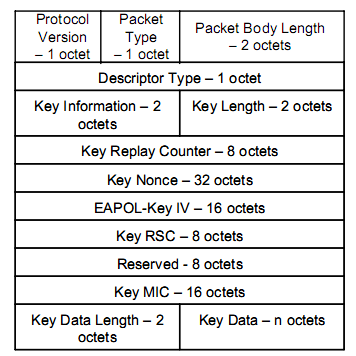 Protocol Version – 1 octet
Packet Type – 1 octet
Packet Body Length – 2 octets
Descriptor Type – 1 octet
Key Information – 2 octets
Key Length – 2 octets
Key Replay Counter – 8 octets
Key Nonce – 32 octets
EAPOL-Key IV – 16 octets
Key RSC – 8 octets
Reserved - 8 octets
Key MIC – 16 octets
Key Data Length – 2 octets
Key Data – n octets